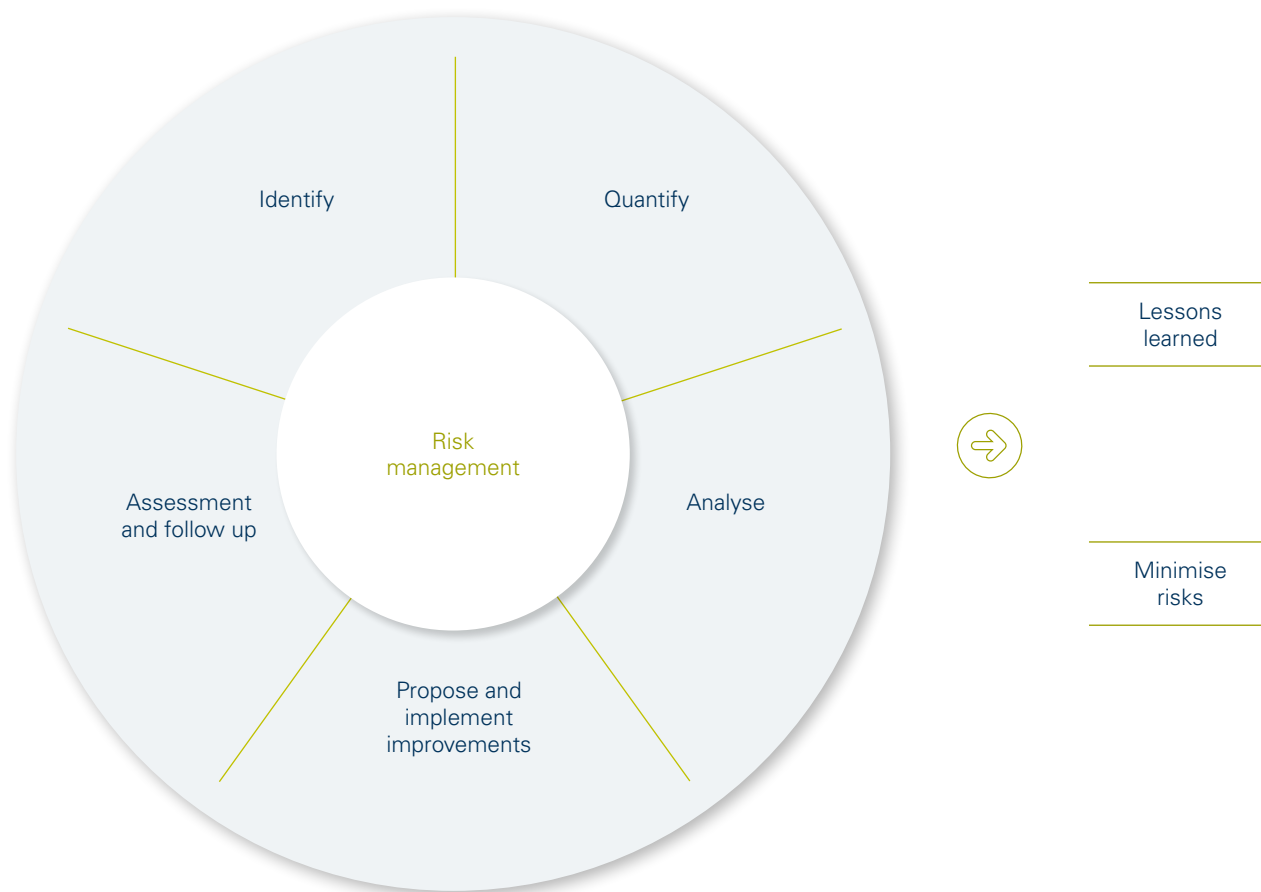 Identify
Quantify
Risk
management
Assessment
and follow up
Analyse
Propose and
implement
improvements
Lessons
learned
Minimise
risks